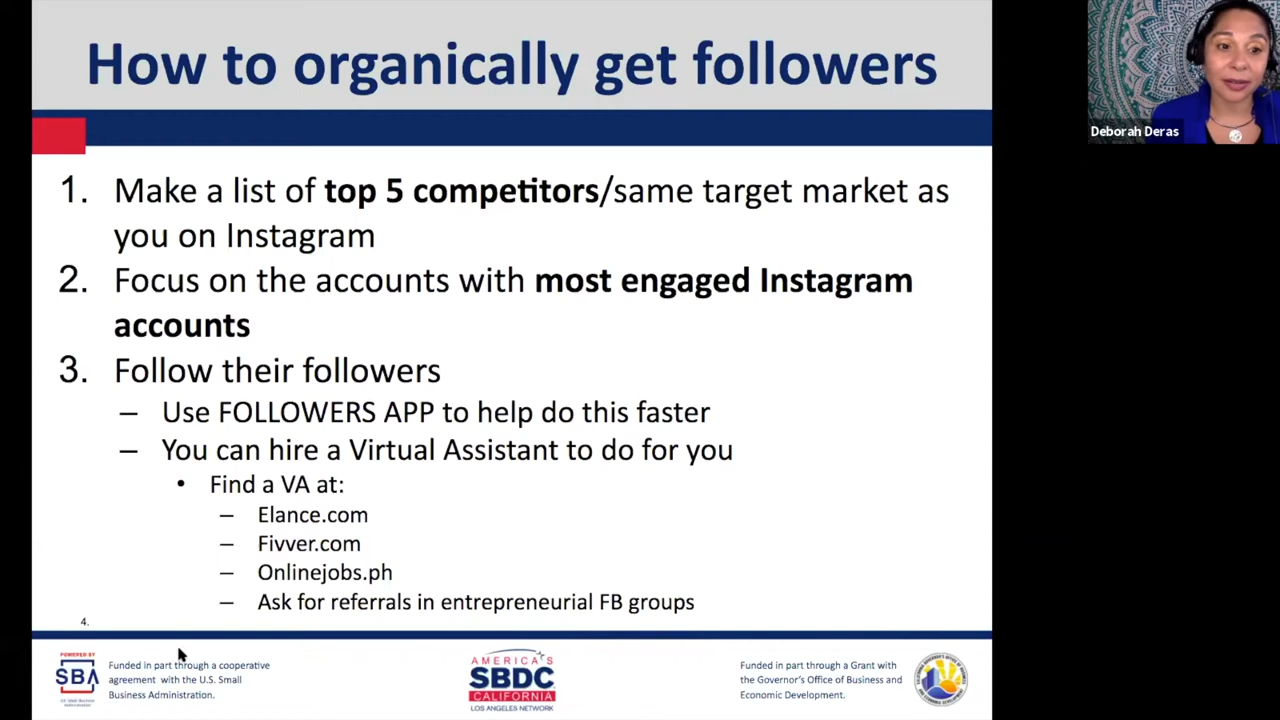 How to organically get followers
Deborah Deras
1. Make a list of top 5 competitors/same target market as
you on Instagram
2. Focus on the accounts with most engaged Instagram
accounts
3. Follow their followers
– Use FOLLOWERS APP to help do this faster
– You can hire a Virtual Assistant to do for you
• Find a VA at:
– Elance.com
– Fivver.com
– Onlinejobs.ph
– Ask for referrals in entrepreneurial FB groups
4.
POWERED BY
SBA
Funded in part through a cooperative
agreement with the U.S. Small
Business Administration.
AMERICA'S
SBDC
CALIFORNIA
LOS ANGELES NETWORK
Funded in part through a Grant with
the Governor's Office of Business and
Economic Development.